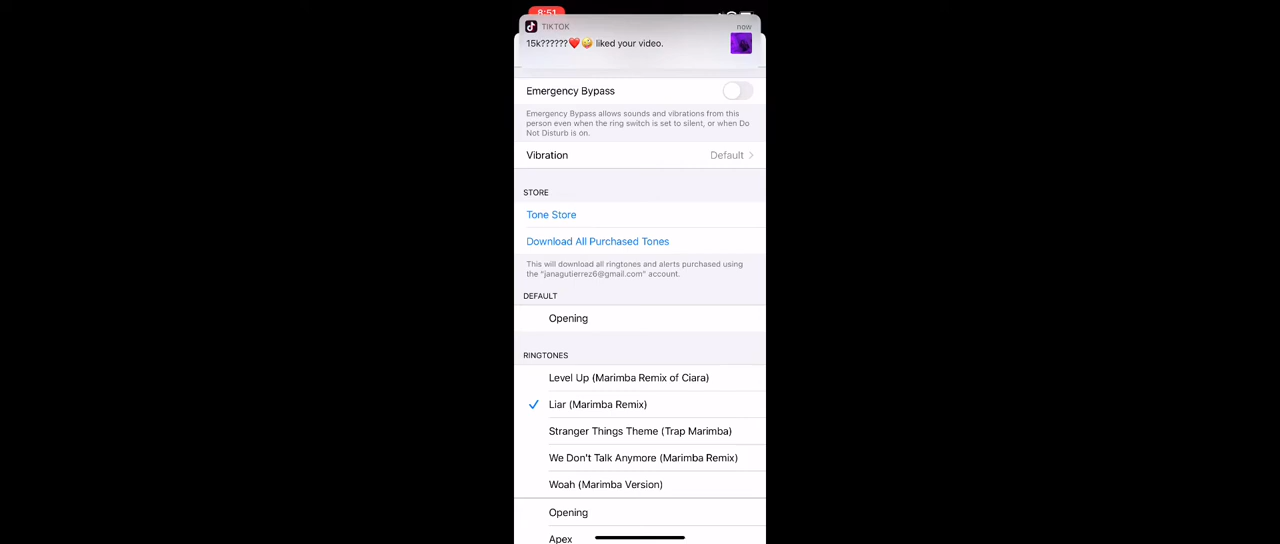 8:51
TIKTOK
now
15k??????❤️🤪 liked your video.
Emergency Bypass
Emergency Bypass allows sounds and vibrations from this
person even when the ring switch is set to silent, or when Do
Not Disturb is on.
Vibration
Default
STORE
Tone Store
Download All Purchased Tones
This will download all ringtones and alerts purchased using
the "janagutierrez6@gmail.com" account.
DEFAULT
Opening
RINGTONES
Level Up (Marimba Remix of Ciara)
Liar (Marimba Remix)
Stranger Things Theme (Trap Marimba)
We Don't Talk Anymore (Marimba Remix)
Woah (Marimba Version)
Opening
Apex